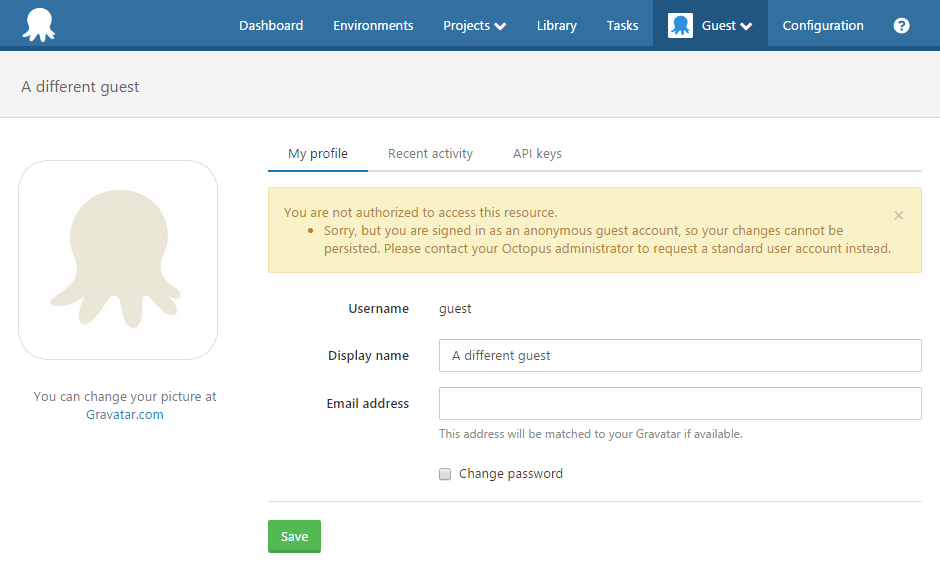 Dashboard Environments Projects Library Tasks Guest Configuration ?
A different guest
My profile Recent activity API keys
You are not authorized to access this resource. ×
• Sorry, but you are signed in as an anonymous guest account, so your changes cannot be
persisted. Please contact your Octopus administrator to request a standard user account instead.
Username guest
Display name A different guest
You can change your picture at
Gravatar.com
Email address
This address will be matched to your Gravatar if available.
Change password
Save